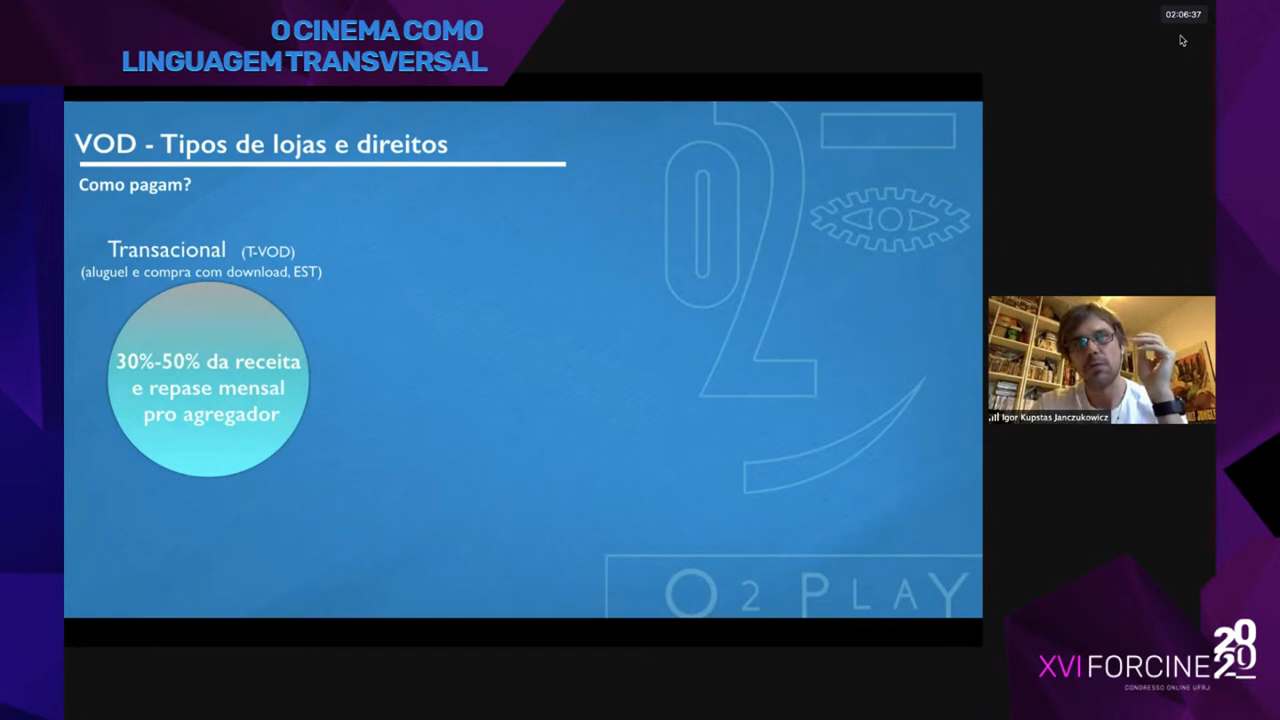 O CINEMA COMO
LINGUAGEM TRANSVERSAL
02:06:37
VOD - Tipos de lojas e direitos
Como pagam?
Transacional (T-VOD)
(aluguel e compra com download, EST)
30%-50% da receita
e repase mensal
pro agregador
Igor Kupstas Janczukowicz
O2 PLAY
XVI FORCINE 2020
CONGRESSO ONLINE UFRJ